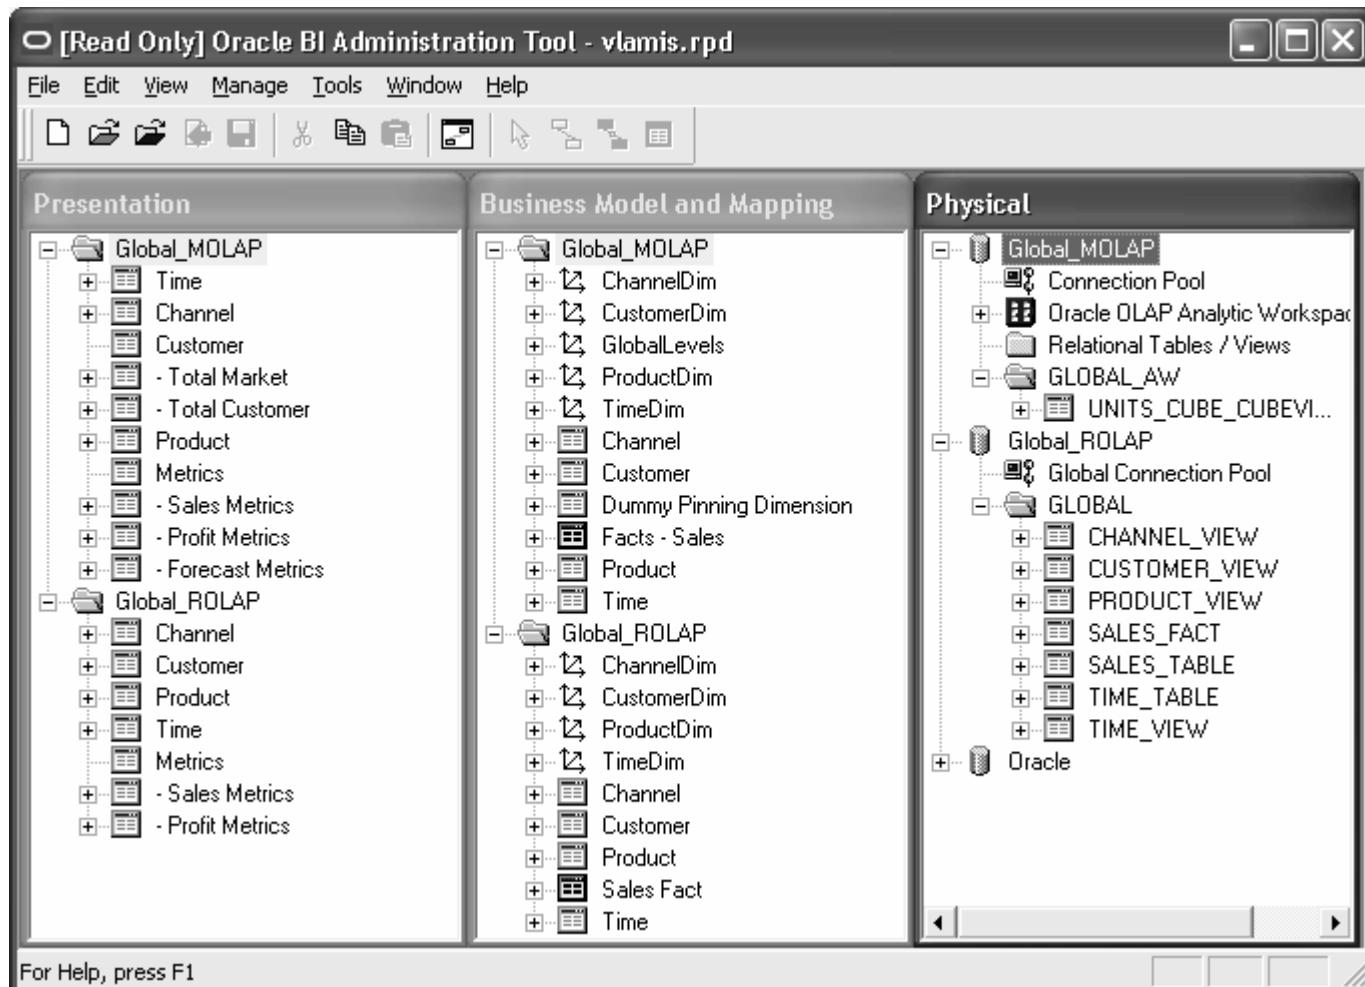 [Read Only] Oracle BI Administration Tool - vlamis.rpd
File Edit View Manage Tools Window Help
Presentation
Global_MOLAP
Time
Channel
Customer
- Total Market
- Total Customer
Product
Metrics
- Sales Metrics
- Profit Metrics
- Forecast Metrics
Global_ROLAP
Channel
Customer
Product
Time
Metrics
- Sales Metrics
- Profit Metrics
Business Model and Mapping
Global_MOLAP
ChannelDim
CustomerDim
GlobalLevels
ProductDim
TimeDim
Channel
Customer
Dummy Pinning Dimension
Facts - Sales
Product
Time
Global_ROLAP
ChannelDim
CustomerDim
ProductDim
TimeDim
Channel
Customer
Product
Sales Fact
Time
Physical
Global_MOLAP
Connection Pool
Oracle OLAP Analytic Workspac
Relational Tables / Views
GLOBAL_AW
UNITS_CUBE_CUBEVI...
Global_ROLAP
Global Connection Pool
GLOBAL
CHANNEL_VIEW
CUSTOMER_VIEW
PRODUCT_VIEW
SALES_FACT
SALES_TABLE
TIME_TABLE
TIME_VIEW
Oracle
For Help, press F1